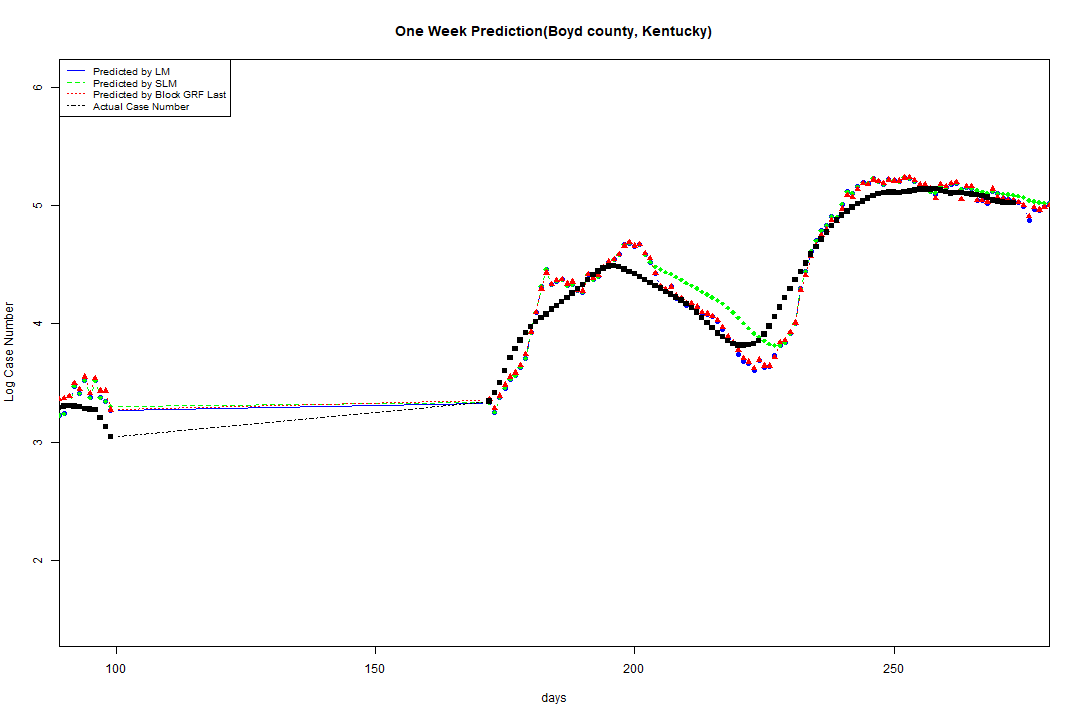 One Week Prediction(Boyd county, Kentucky)
Predicted by LM
Predicted by SLM
Predicted by Block GRF Last
Actual Case Number
6
5
4
3
2
Log Case Number
100 150 200 250
days